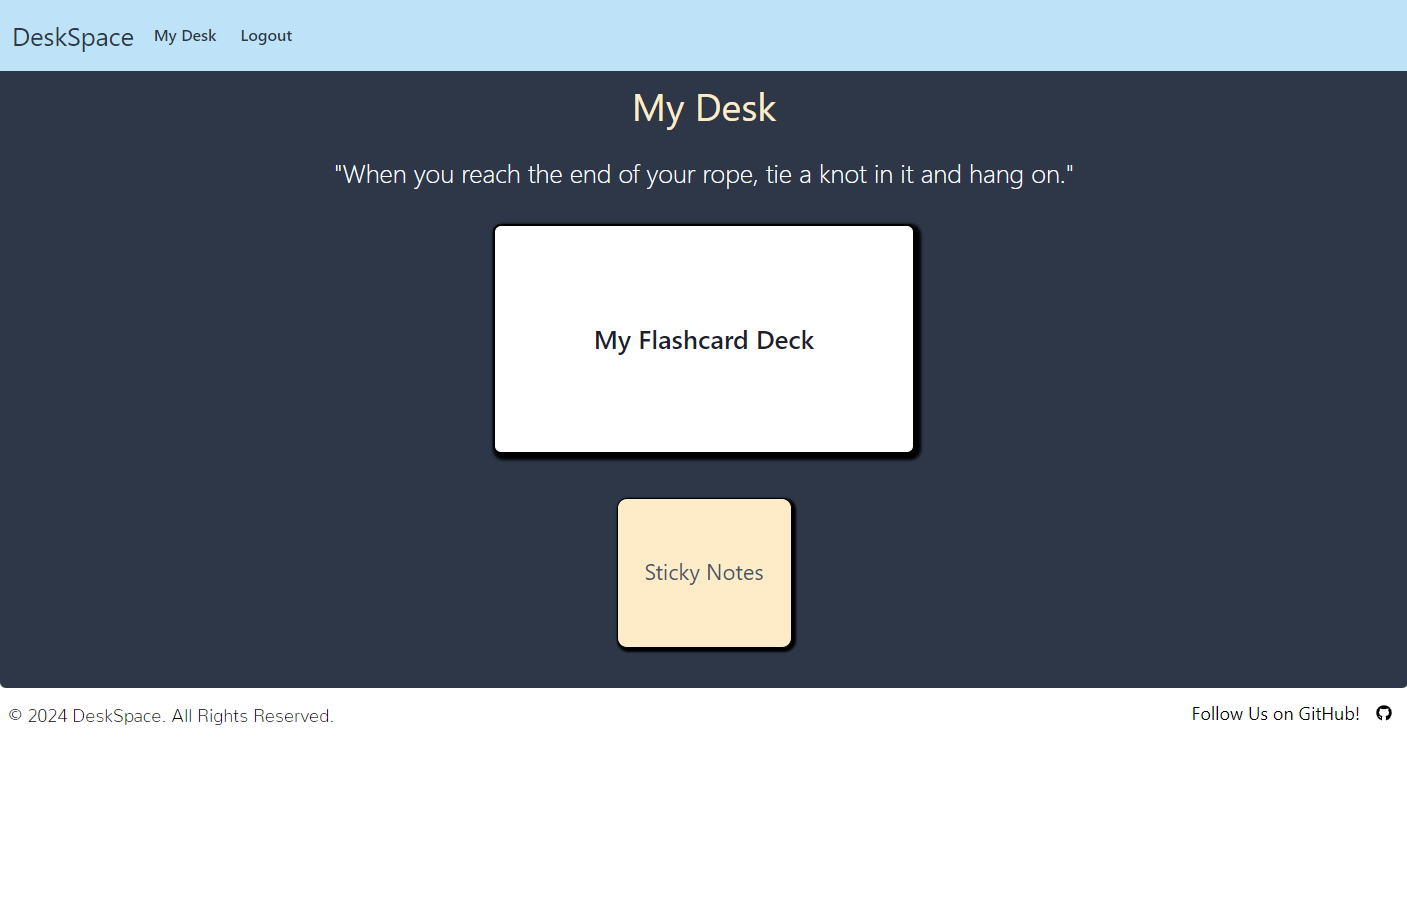 DeskSpace My Desk Logout
My Desk
"When you reach the end of your rope, tie a knot in it and hang on."
My Flashcard Deck
Sticky Notes
© 2024 DeskSpace. All Rights Reserved. Follow Us on GitHub!